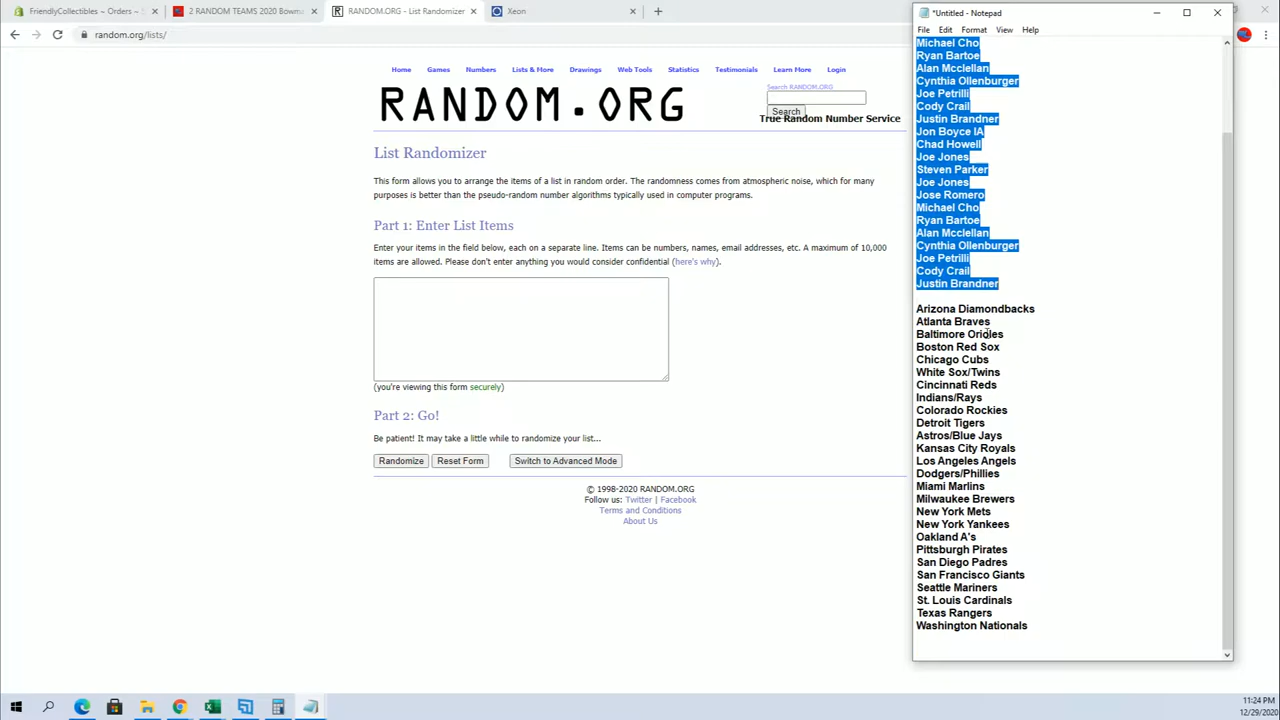 FriendlyCollectibles – Orders –
2 RANDOM TEAMS 2020 Bowma
RANDOM.ORG - List Randomizer
Xeon
random.org/lists/
Home
Games
Numbers
Lists & More
Drawings
Web Tools
Statistics
Testimonials
Learn More
Login
RANDOM.ORG
Search RANDOM.ORG
Search
True Random Number Service
List Randomizer
This form allows you to arrange the items of a list in random order. The randomness comes from atmospheric noise, which for many
purposes is better than the pseudo-random number algorithms typically used in computer programs.
Part 1: Enter List Items
Enter your items in the field below, each on a separate line. Items can be numbers, names, email addresses, etc. A maximum of 10,000
items are allowed. Please don't enter anything you would consider confidential (here's why).
(you're viewing this form securely)
Part 2: Go!
Be patient! It may take a little while to randomize your list...
Randomize
Reset Form
Switch to Advanced Mode
© 1998-2020 RANDOM.ORG
Follow us: Twitter | Facebook
Terms and Conditions
About Us
*Untitled - Notepad
File
Edit
Format
View
Help
Michael Cho
Ryan Bartoe
Alan Mcclellan
Cynthia Ollenburger
Joe Petrilli
Cody Crail
Justin Brandner
Jon Boyce IA
Chad Howell
Joe Jones
Steven Parker
Joe Jones
Jose Romero
Michael Cho
Ryan Bartoe
Alan Mcclellan
Cynthia Ollenburger
Joe Petrilli
Cody Crail
Justin Brandner
Arizona Diamondbacks
Atlanta Braves
Baltimore Orioles
Boston Red Sox
Chicago Cubs
White Sox/Twins
Cincinnati Reds
Indians/Rays
Colorado Rockies
Detroit Tigers
Astros/Blue Jays
Kansas City Royals
Los Angeles Angels
Dodgers/Phillies
Miami Marlins
Milwaukee Brewers
New York Mets
New York Yankees
Oakland A's
Pittsburgh Pirates
San Diego Padres
San Francisco Giants
Seattle Mariners
St. Louis Cardinals
Texas Rangers
Washington Nationals
11:24 PM
12/29/2020